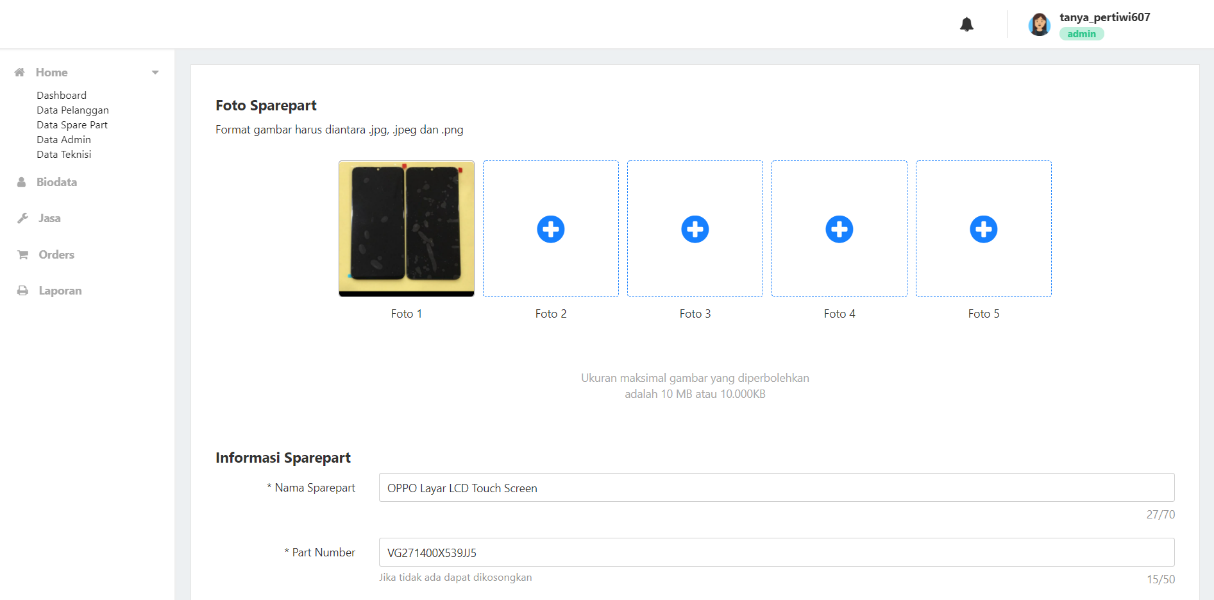 tanya_pertiwi607
admin
Home
Dashboard
Data Pelanggan
Data Spare Part
Data Admin
Data Teknisi
Biodata
Jasa
Orders
Laporan
Foto Sparepart
Format gambar harus diantara .jpg, .jpeg dan .png
Foto 1
Foto 2
Foto 3
Foto 4
Foto 5
Ukuran maksimal gambar yang diperbolehkan
adalah 10 MB atau 10.000KB
Informasi Sparepart
* Nama Sparepart
OPPO Layar LCD Touch Screen
27/70
* Part Number
VG271400X539JJ5
Jika tidak ada dapat dikosongkan
15/50